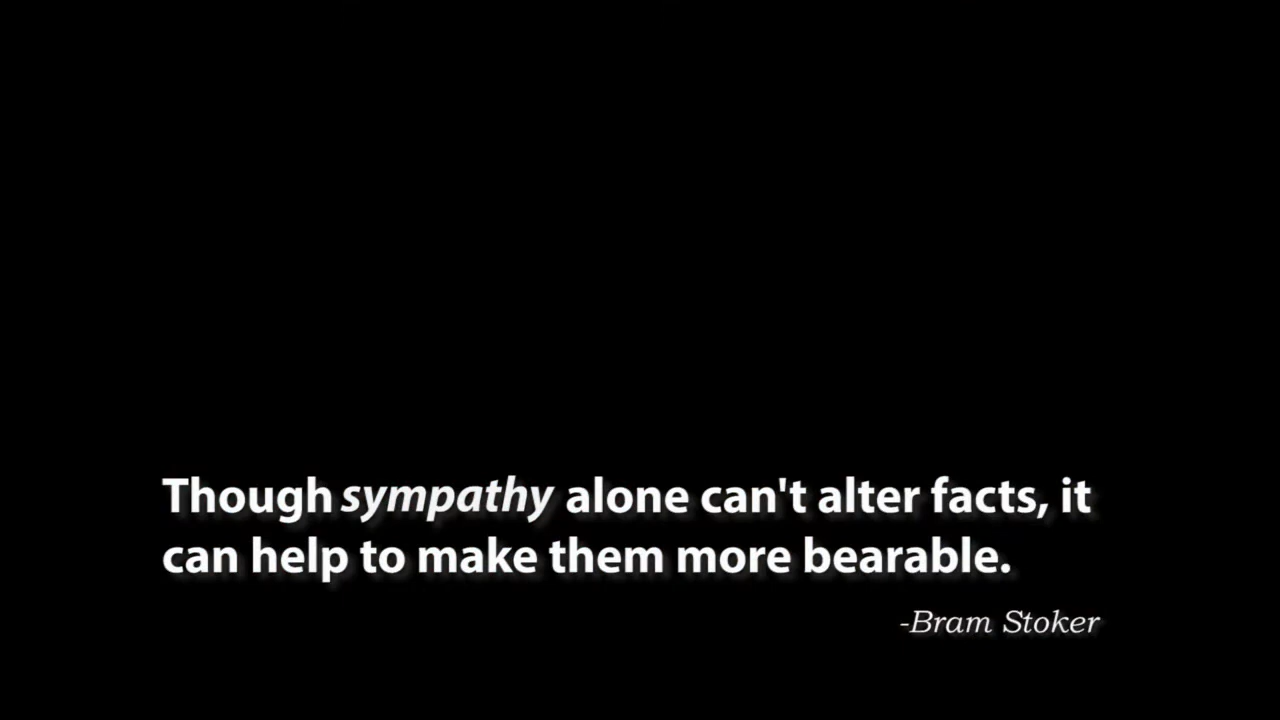 Though sympathy alone can't alter facts, it
can help to make them more bearable.
-Bram Stoker